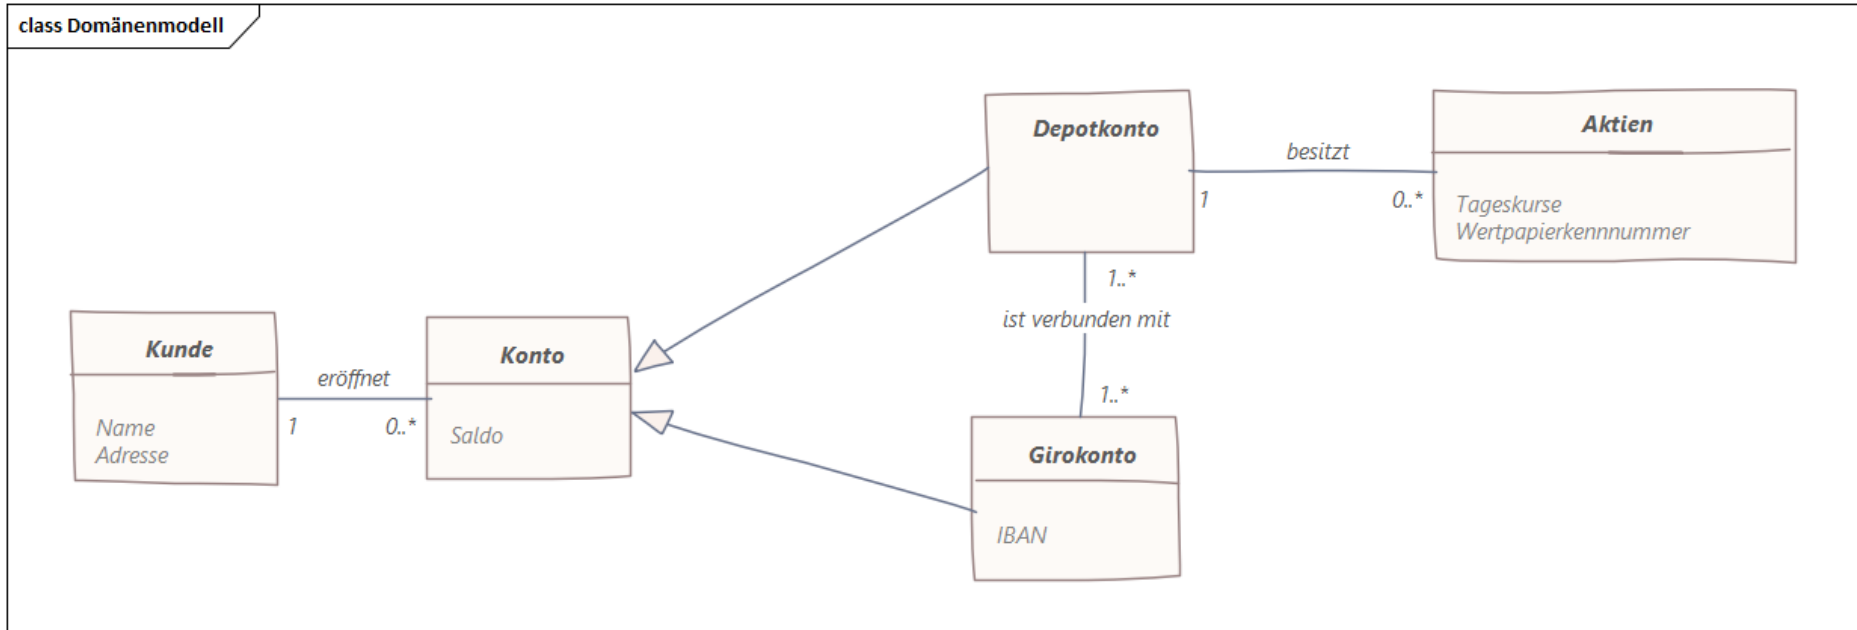 class Domänenmodell
Depotkonto
Aktien
besitzt
1
0..*
Tageskurse
Wertpapierkennnummer
1..*
ist verbunden mit
Kunde
Konto
eröffnet
1..*
1
0..*
Name
Adresse
Saldo
Girokonto
IBAN